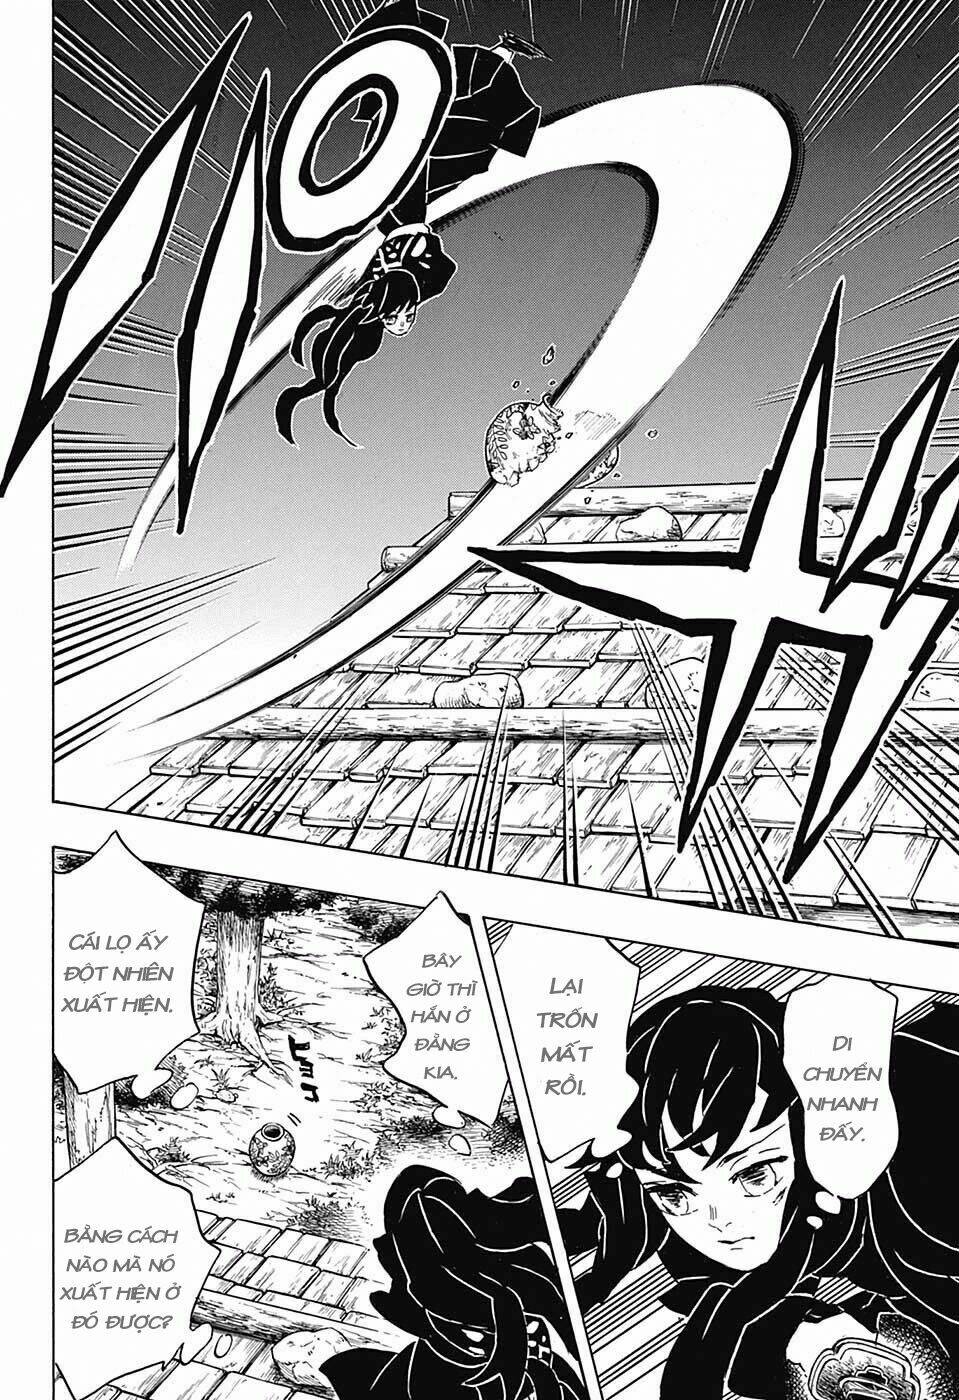 DI
CHUYỂN
NHANH
ĐẤY.
LẠI
TRỐN
MẤT
RỒI.
BÂY
GIỜ THÌ
HẮN Ở
ĐẰNG
KIA.
CÁI LỌ ẤY
ĐỘT NHIÊN
XUẤT HIỆN.
BẰNG CÁCH
NÀO MÀ NÓ
XUẤT HIỆN Ở
ĐÓ ĐƯỢC?